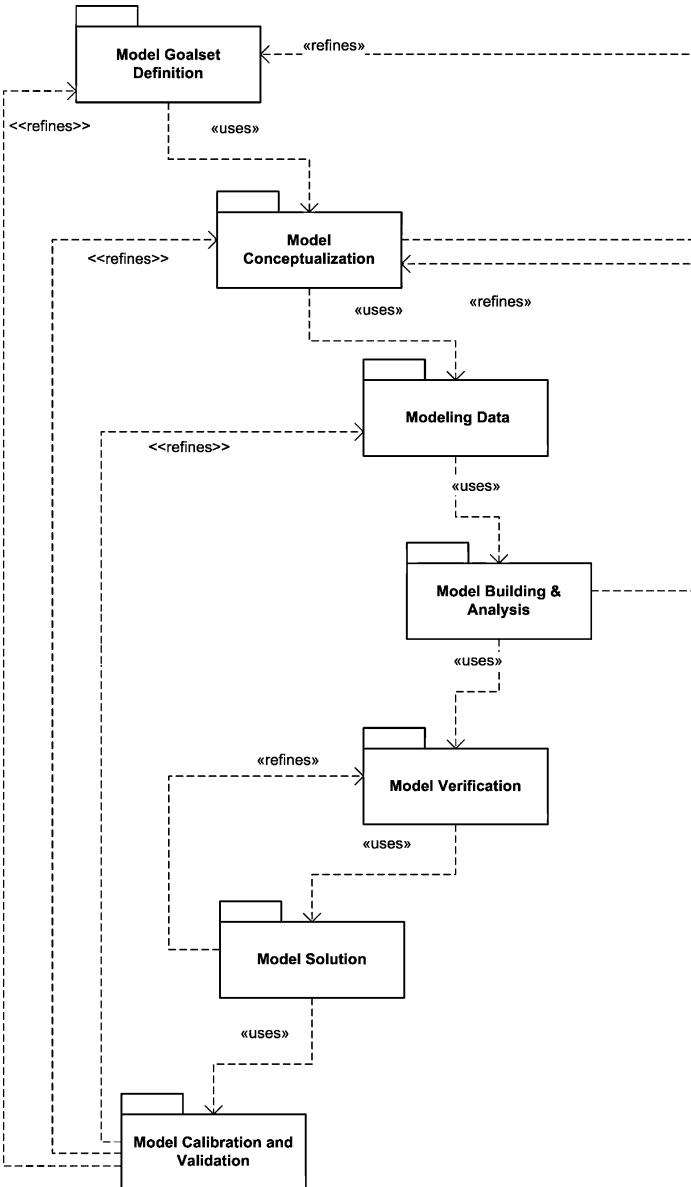 «refines»
Model Goalset
Definition
<<refines>>
«uses»
Model
Conceptualization
<<refines>>
«refines»
«uses»
Modeling Data
<<refines>>
«uses»
Model Building &
Analysis
«uses»
«refines»
Model Verification
«uses»
Model Solution
«uses»
Model Calibration and
Validation